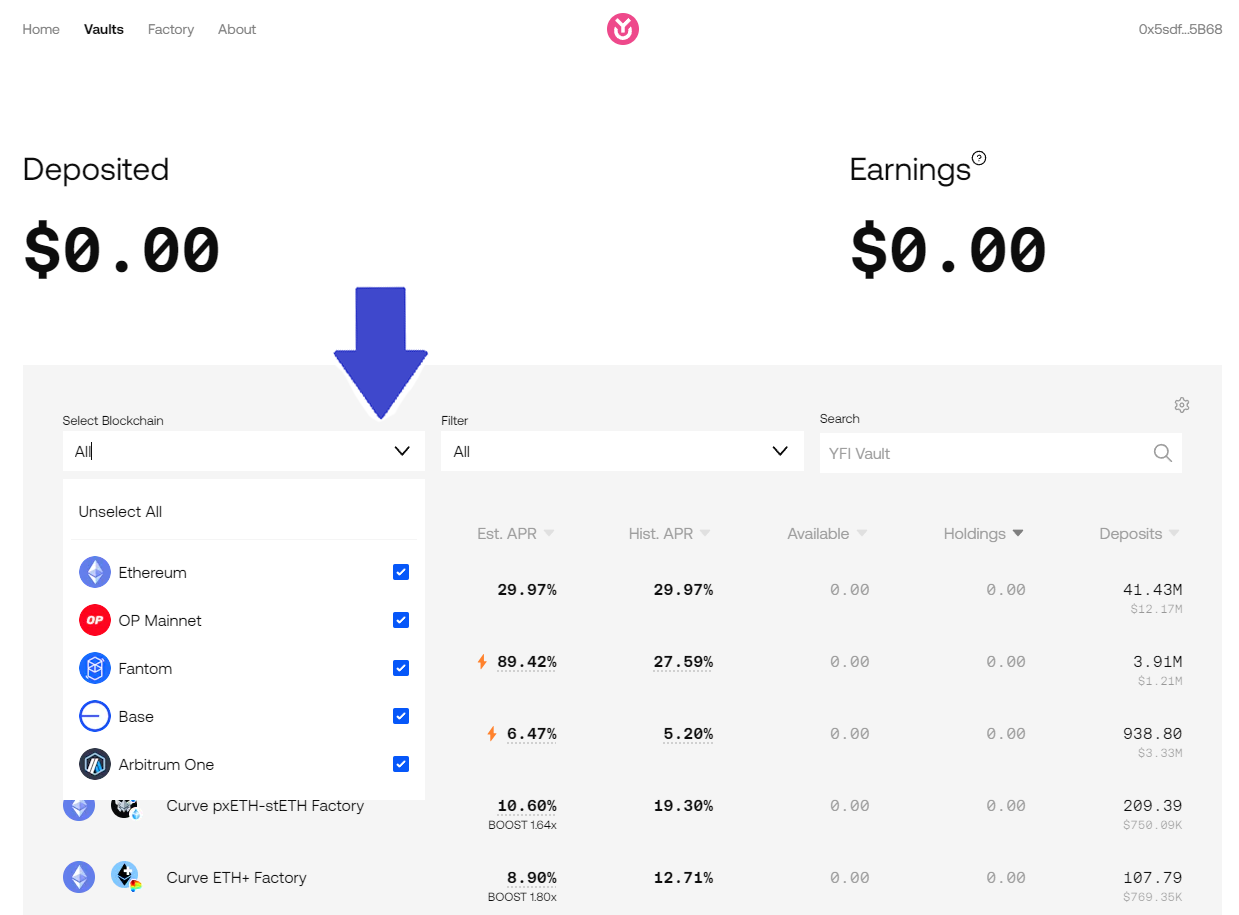 Home Vaults Factory About 0x5sdf...5B68
Deposited Earnings ?
$0.00 $0.00
Select Blockchain Filter Search
All All YFI Vault
Unselect All
Est. APR Hist. APR Available Holdings Deposits
Ethereum
29.97% 29.97% 0.00 0.00 41.43M
$12.17M
OP OP Mainnet
Fantom
89.42% 27.59% 0.00 0.00 3.91M
$1.21M
Base
6.47% 5.20% 0.00 0.00 938.80
$3.33M
Arbitrum One
Curve pxETH-stETH Factory 10.60% 19.30% 0.00 0.00 209.39
BOOST 1.64x $750.09K
Curve ETH+ Factory 8.90% 12.71% 0.00 0.00 107.79
BOOST 1.80x $769.35K